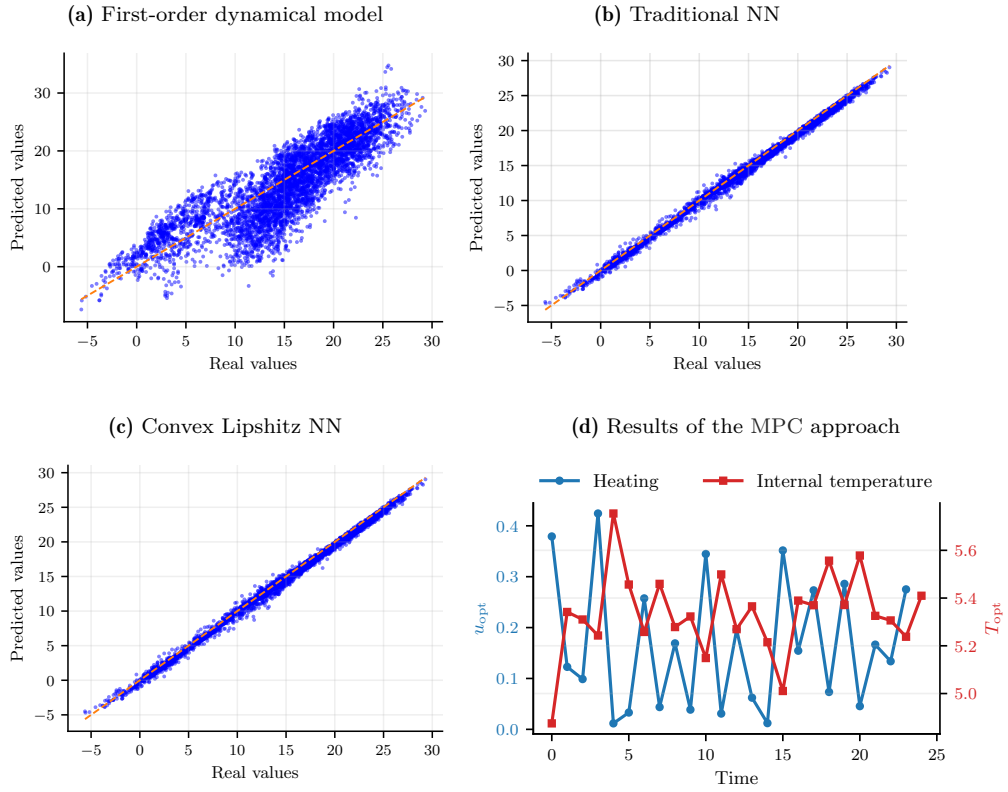 (a) First-order dynamical model
30
20
10
0
Predicted values
−5 0 5 10 15 20 25 30
Real values
(b) Traditional NN
30
25
20
15
10
5
0
−5
Predicted values
−5 0 5 10 15 20 25 30
Real values
(c) Convex Lipshitz NN
30
25
20
15
10
5
0
−5
Predicted values
−5 0 5 10 15 20 25 30
Real values
(d) Results of the MPC approach
Heating Internal temperature
0.4
0.3
0.2
0.1
0.0
u_opt
5.6
5.4
5.2
5.0
T_opt
0 5 10 15 20 25
Time